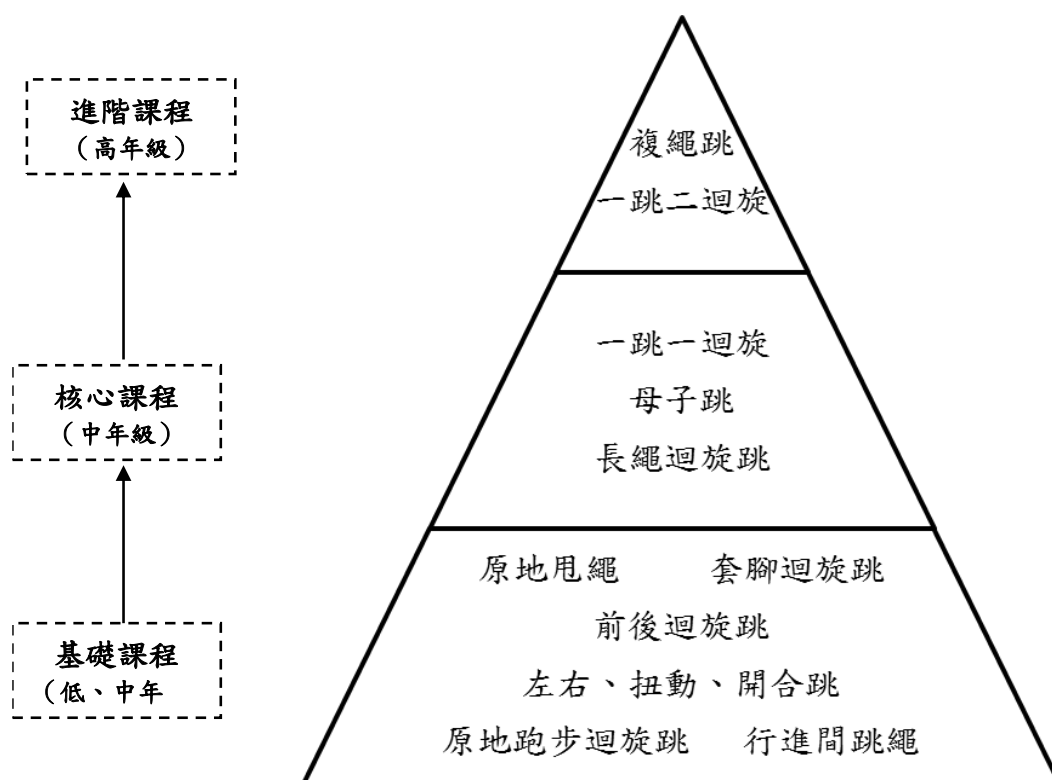 進階課程
（高年級）
複繩跳
一跳二迴旋
核心課程
（中年級）
一跳一迴旋
母子跳
長繩迴旋跳
基礎課程
（低、中年
原地甩繩 套腳迴旋跳
前後迴旋跳
左右、扭動、開合跳
原地跑步迴旋跳 行進間跳繩